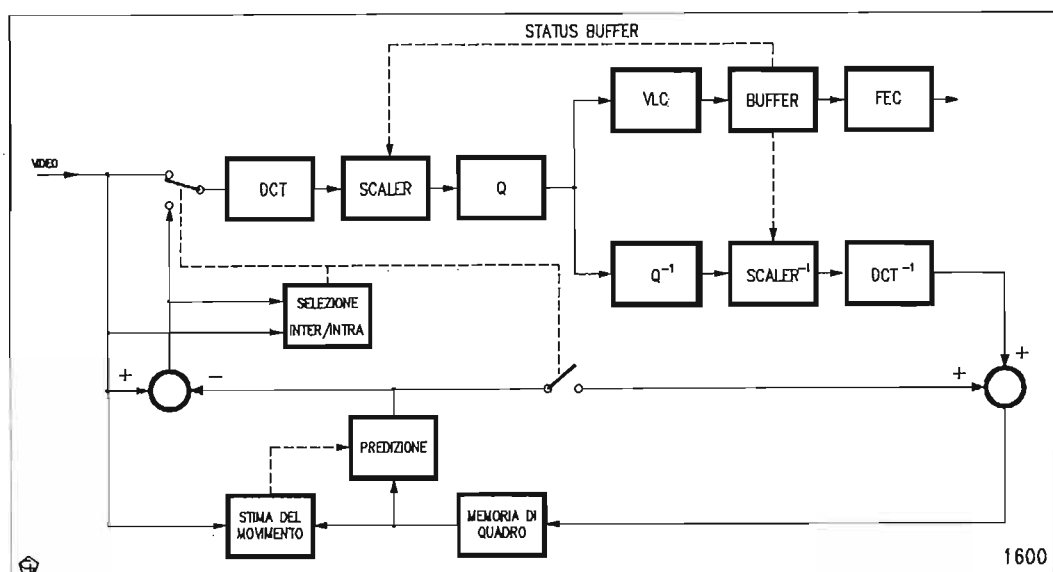 STATUS BUFFER
VLC
BUFFER
FEC
VIDEO
DCT
SCALER
Q
Q⁻¹
SCALER⁻¹
DCT⁻¹
SELEZIONE
INTER/INTRA
+
−
+
+
PREDIZIONE
STIMA DEL
MOVIMENTO
MEMORIA DI
QUADRO
1600